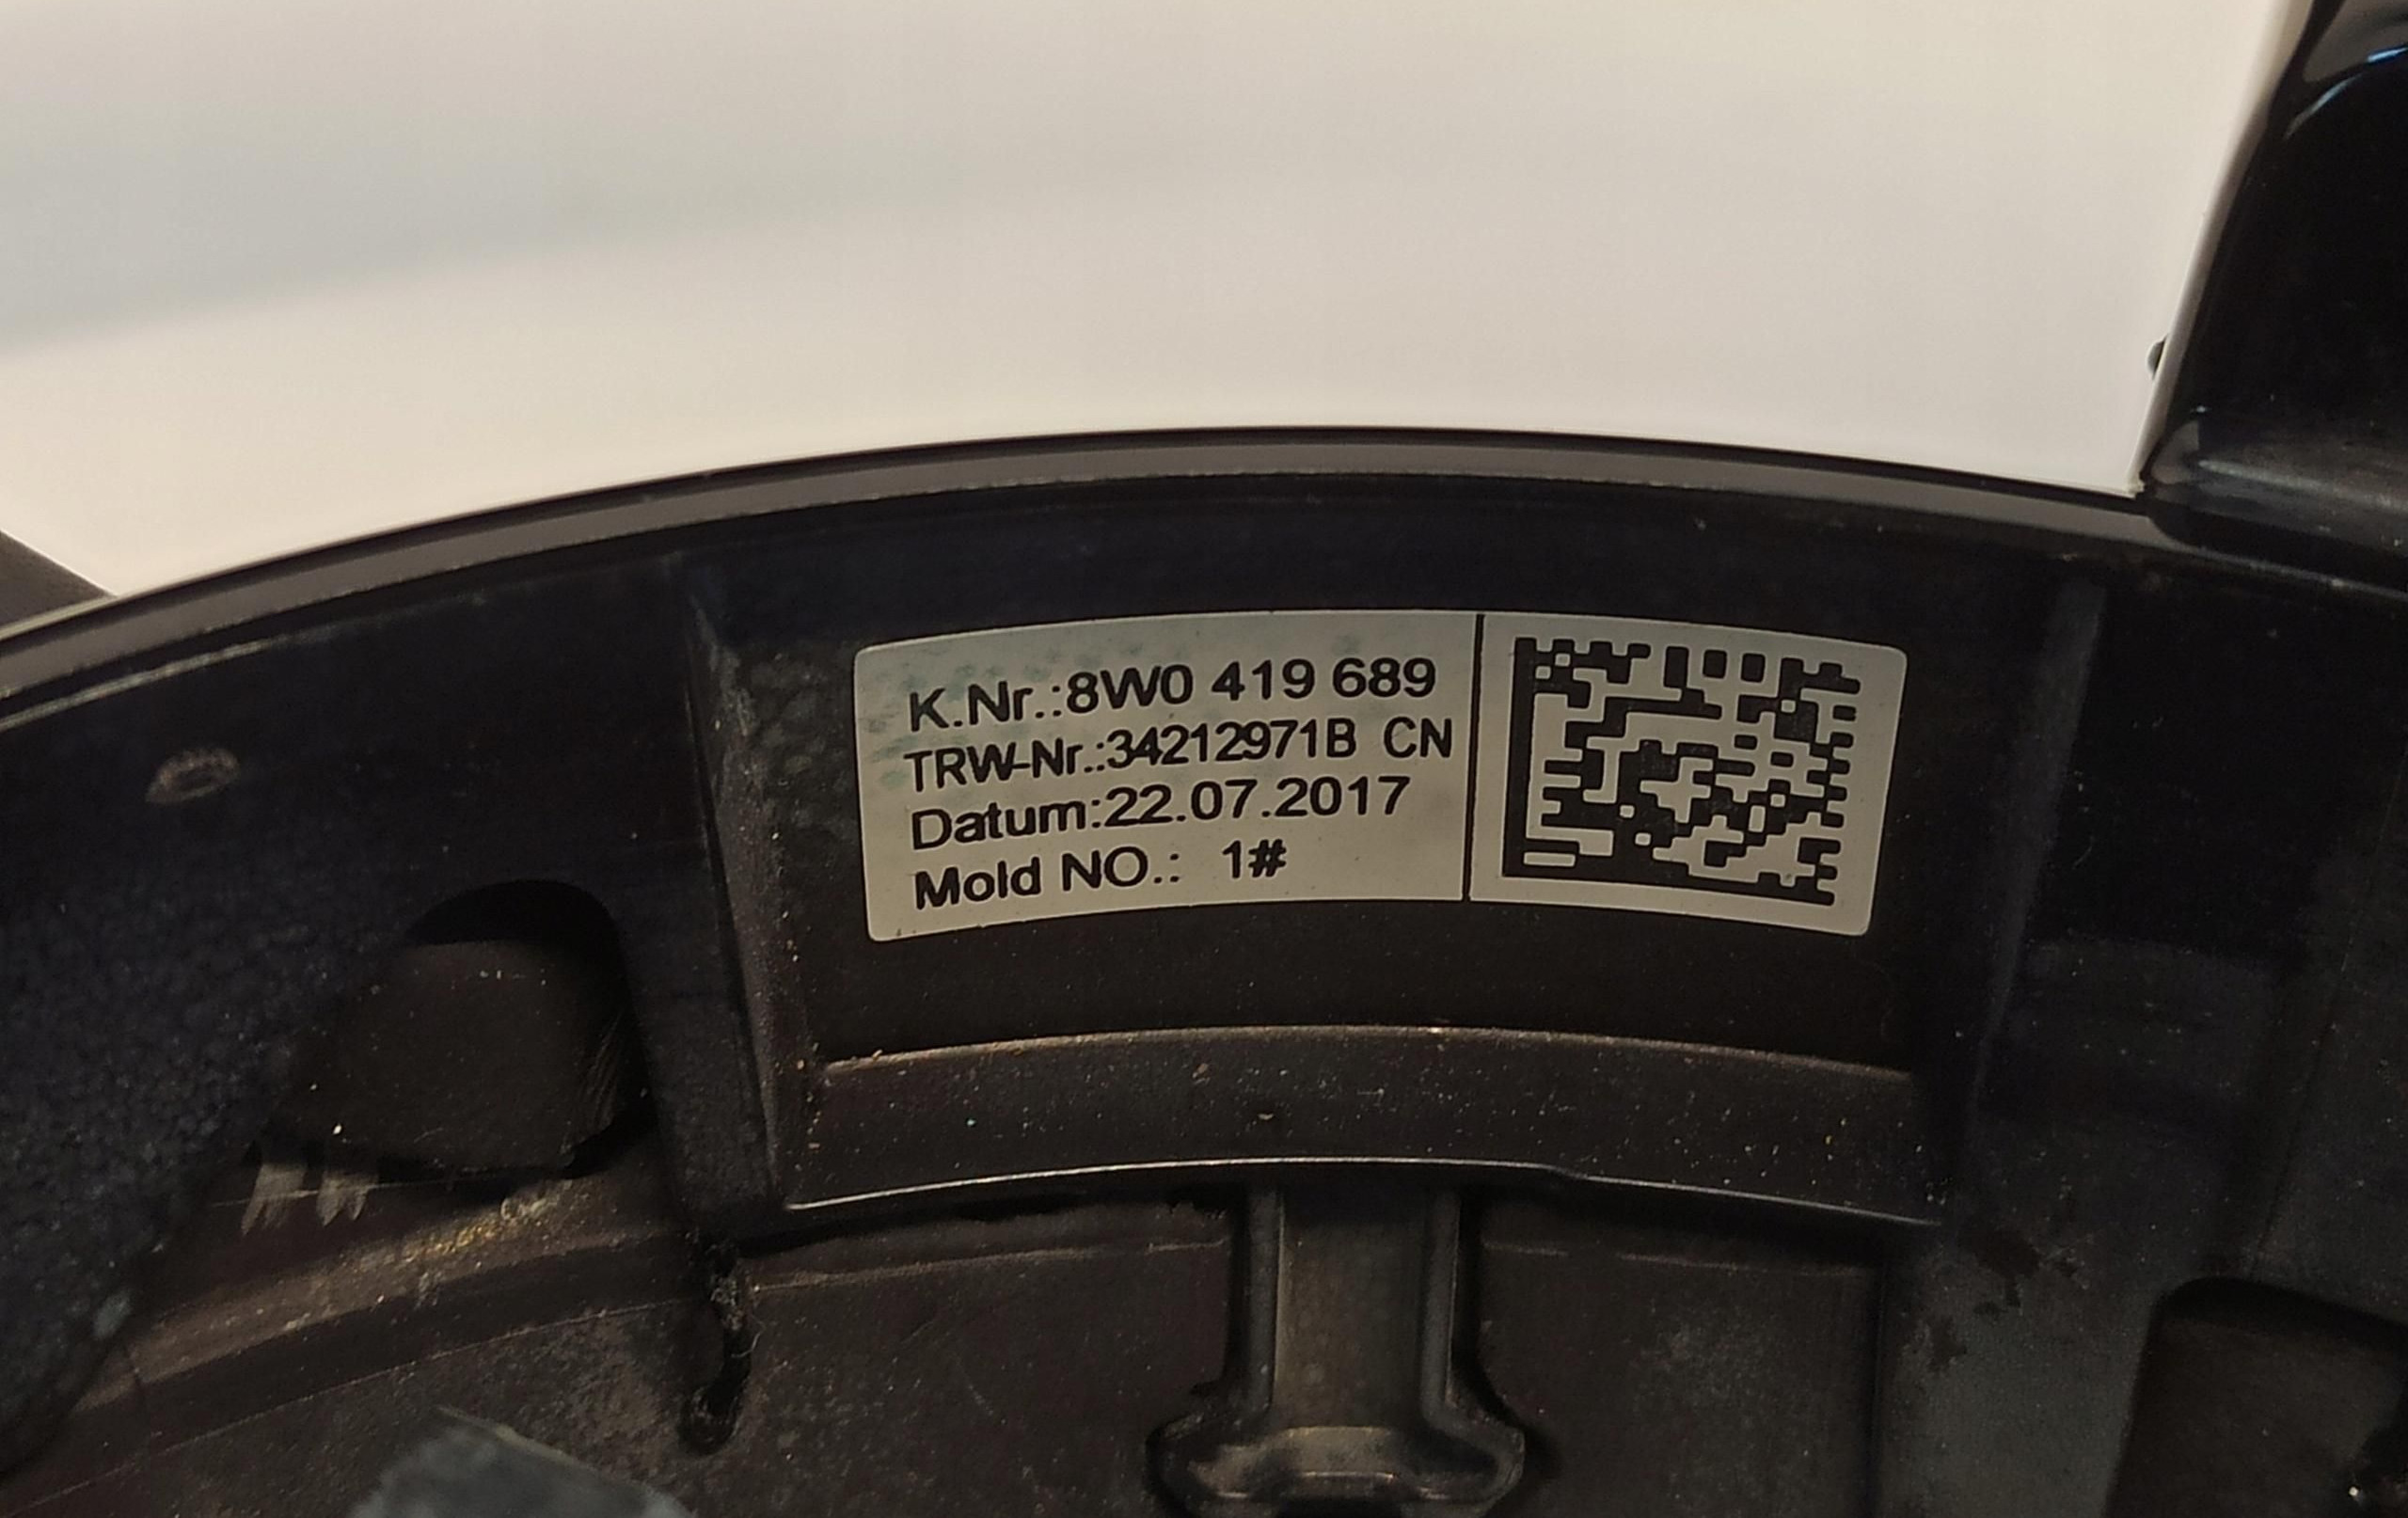 K.Nr.:8W0 419 689
TRW-Nr.:34212971B CN
Datum:22.07.2017
Mold NO.: 1#